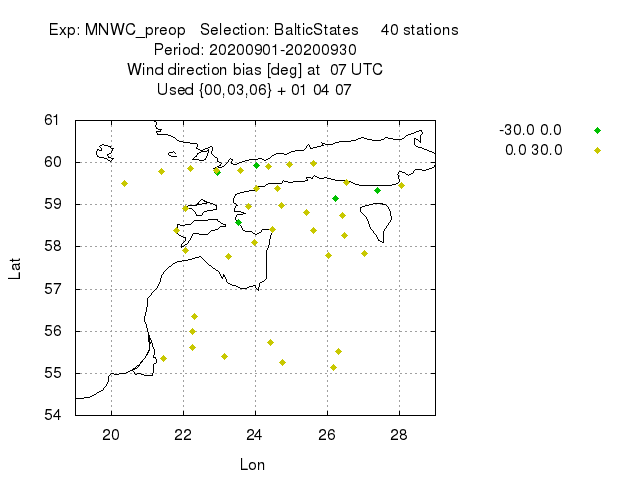 Exp: MNWC_preop   Selection: BalticStates     40 stations
Period: 20200901-20200930
Wind direction bias [deg] at  07 UTC
Used {00,03,06} + 01 04 07
-30.0 0.0
0.0 30.0
61
60
59
58
57
56
55
54
Lat
20 22 24 26 28
Lon